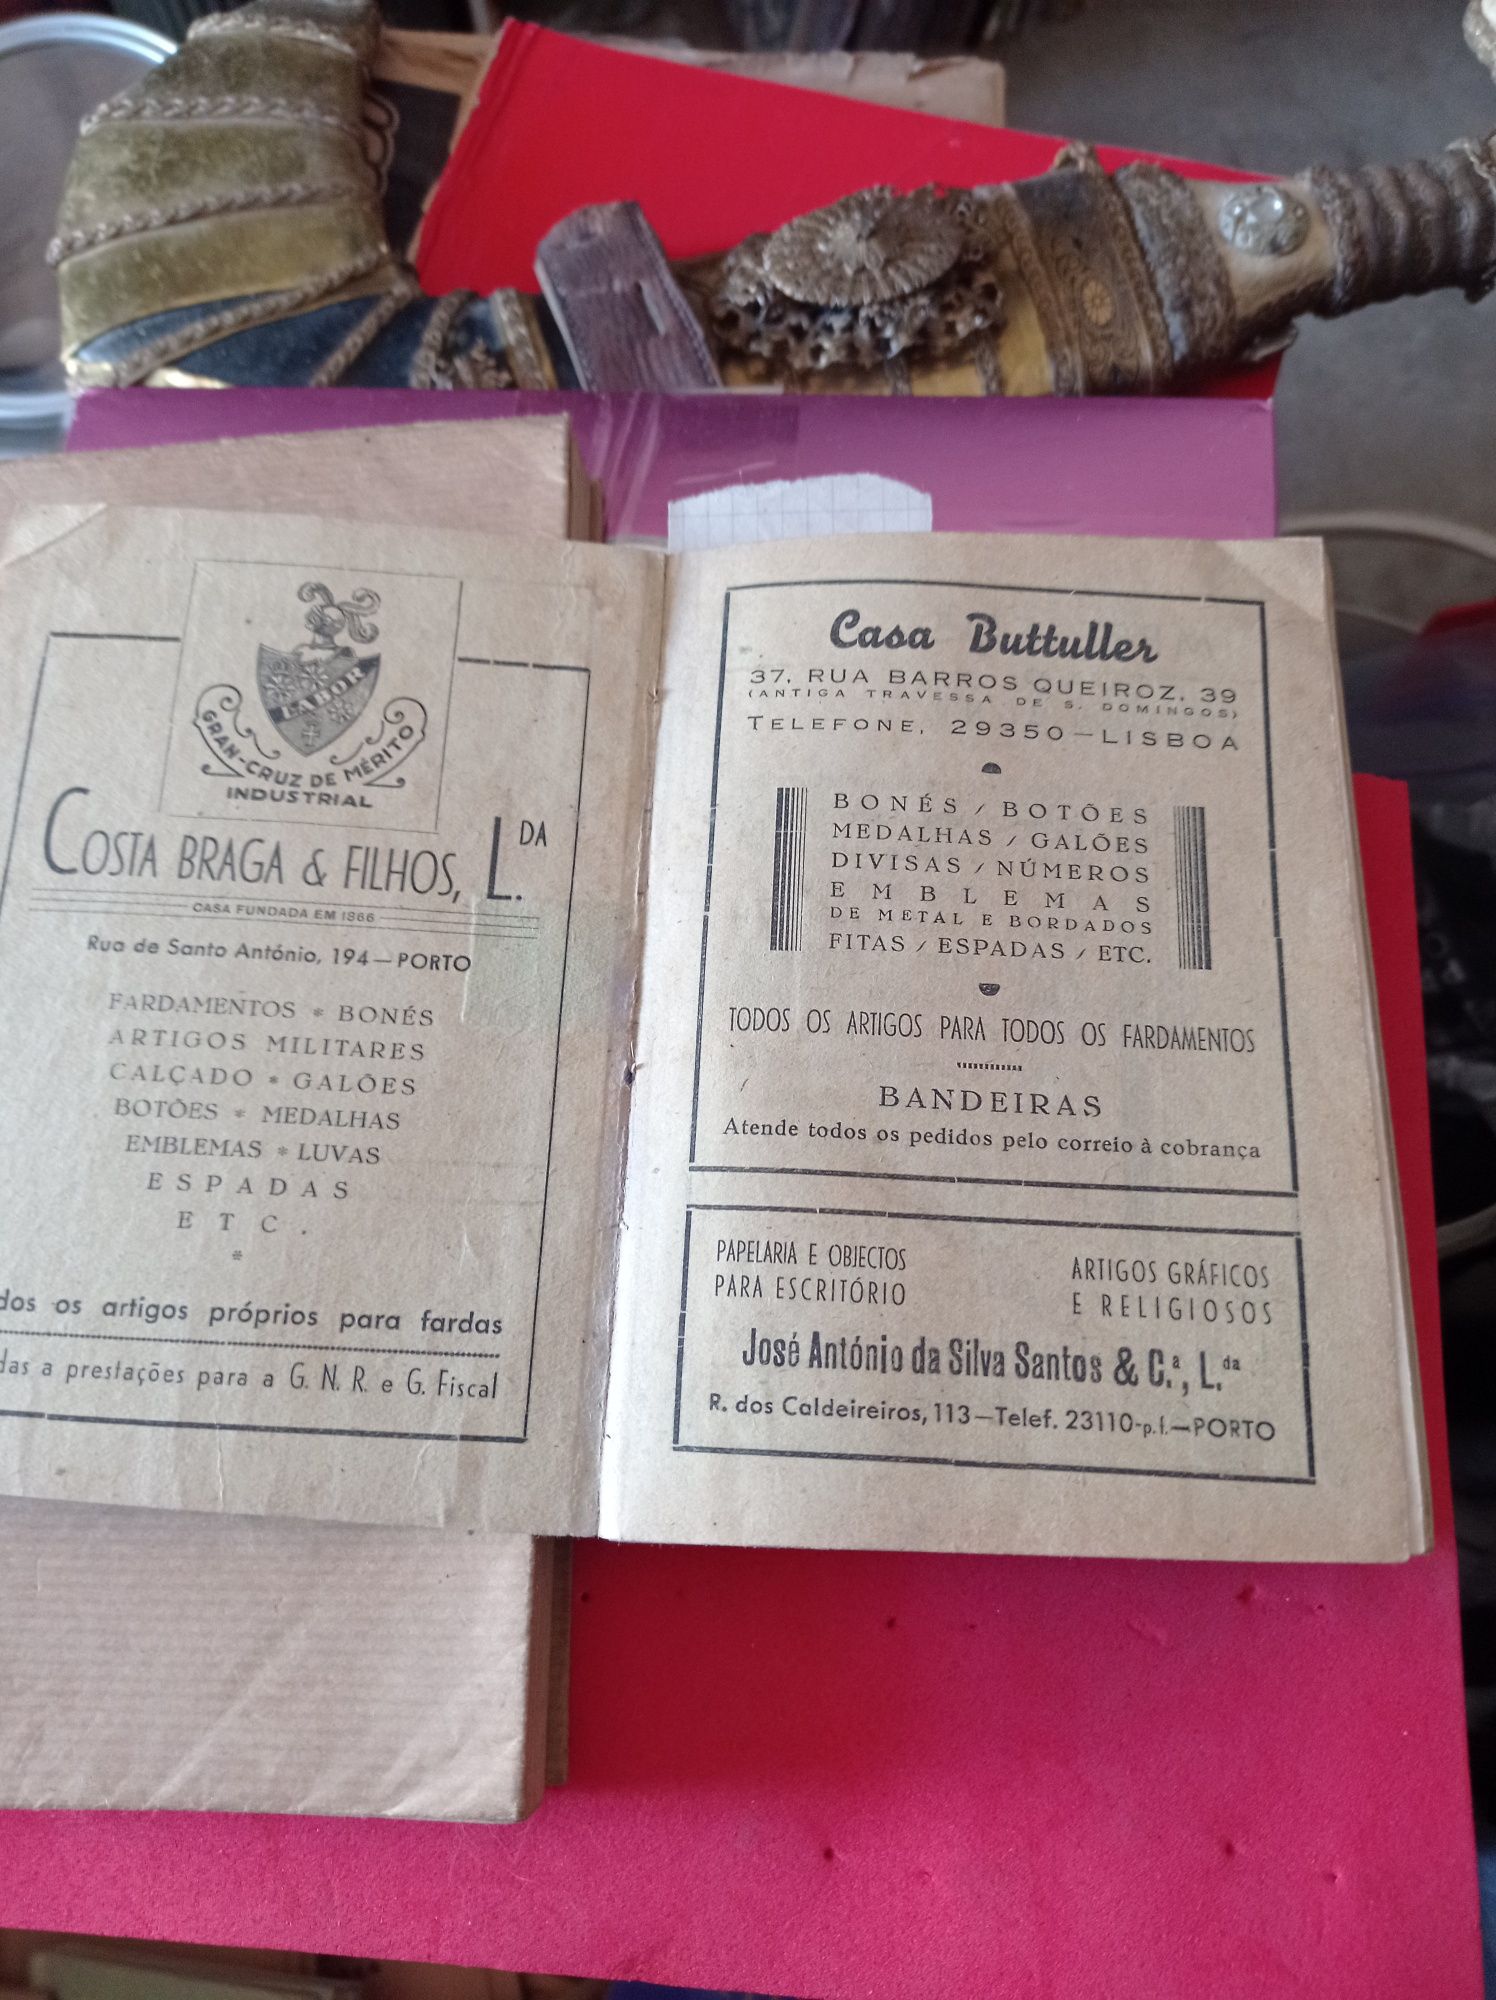 LABOR
GRAN-CRUZ DE MÉRITO
INDUSTRIAL
COSTA BRAGA & FILHOS, L.DA
CASA FUNDADA EM 1866
Rua de Santo António, 194—PORTO
FARDAMENTOS * BONÉS
ARTIGOS MILITARES
CALÇADO * GALÕES
BOTÕES * MEDALHAS
EMBLEMAS * LUVAS
ESPADAS
ETC.
*
os artigos próprios para fardas
a prestações para a G. N. R. e G. Fiscal
Casa Buttuller
37, RUA BARROS QUEIROZ, 39
(ANTIGA TRAVESSA DE S. DOMINGOS)
TELEFONE, 29350—LISBOA
BONÉS / BOTÕES
MEDALHAS / GALÕES
DIVISAS / NÚMEROS
EMBLEMAS
DE METAL E BORDADOS
FITAS / ESPADAS / ETC.
TODOS OS ARTIGOS PARA TODOS OS FARDAMENTOS
BANDEIRAS
Atende todos os pedidos pelo correio à cobrança
PAPELARIA E OBJECTOS
PARA ESCRITÓRIO
ARTIGOS GRÁFICOS
E RELIGIOSOS
José António da Silva Santos & C.ª, L.da
R. dos Caldeireiros, 113—Telef. 23110-p. f.—PORTO